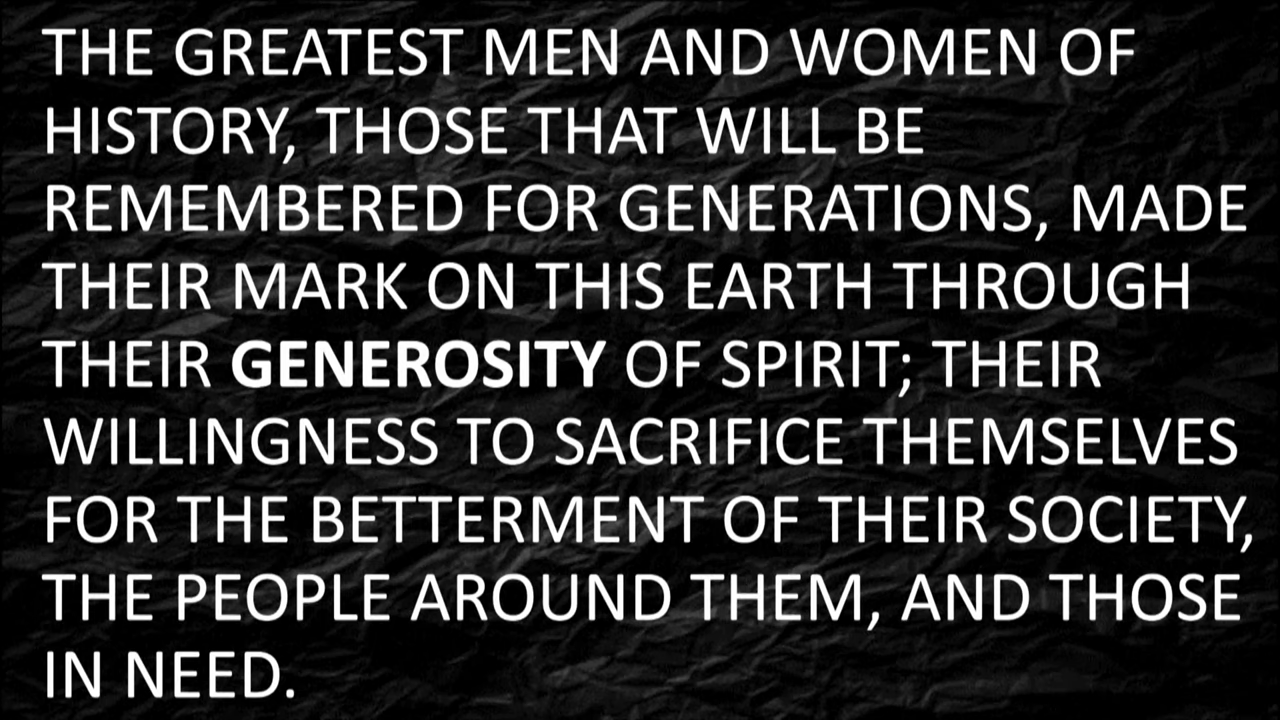 THE GREATEST MEN AND WOMEN OF
HISTORY, THOSE THAT WILL BE
REMEMBERED FOR GENERATIONS, MADE
THEIR MARK ON THIS EARTH THROUGH
THEIR GENEROSITY OF SPIRIT; THEIR
WILLINGNESS TO SACRIFICE THEMSELVES
FOR THE BETTERMENT OF THEIR SOCIETY,
THE PEOPLE AROUND THEM, AND THOSE
IN NEED.